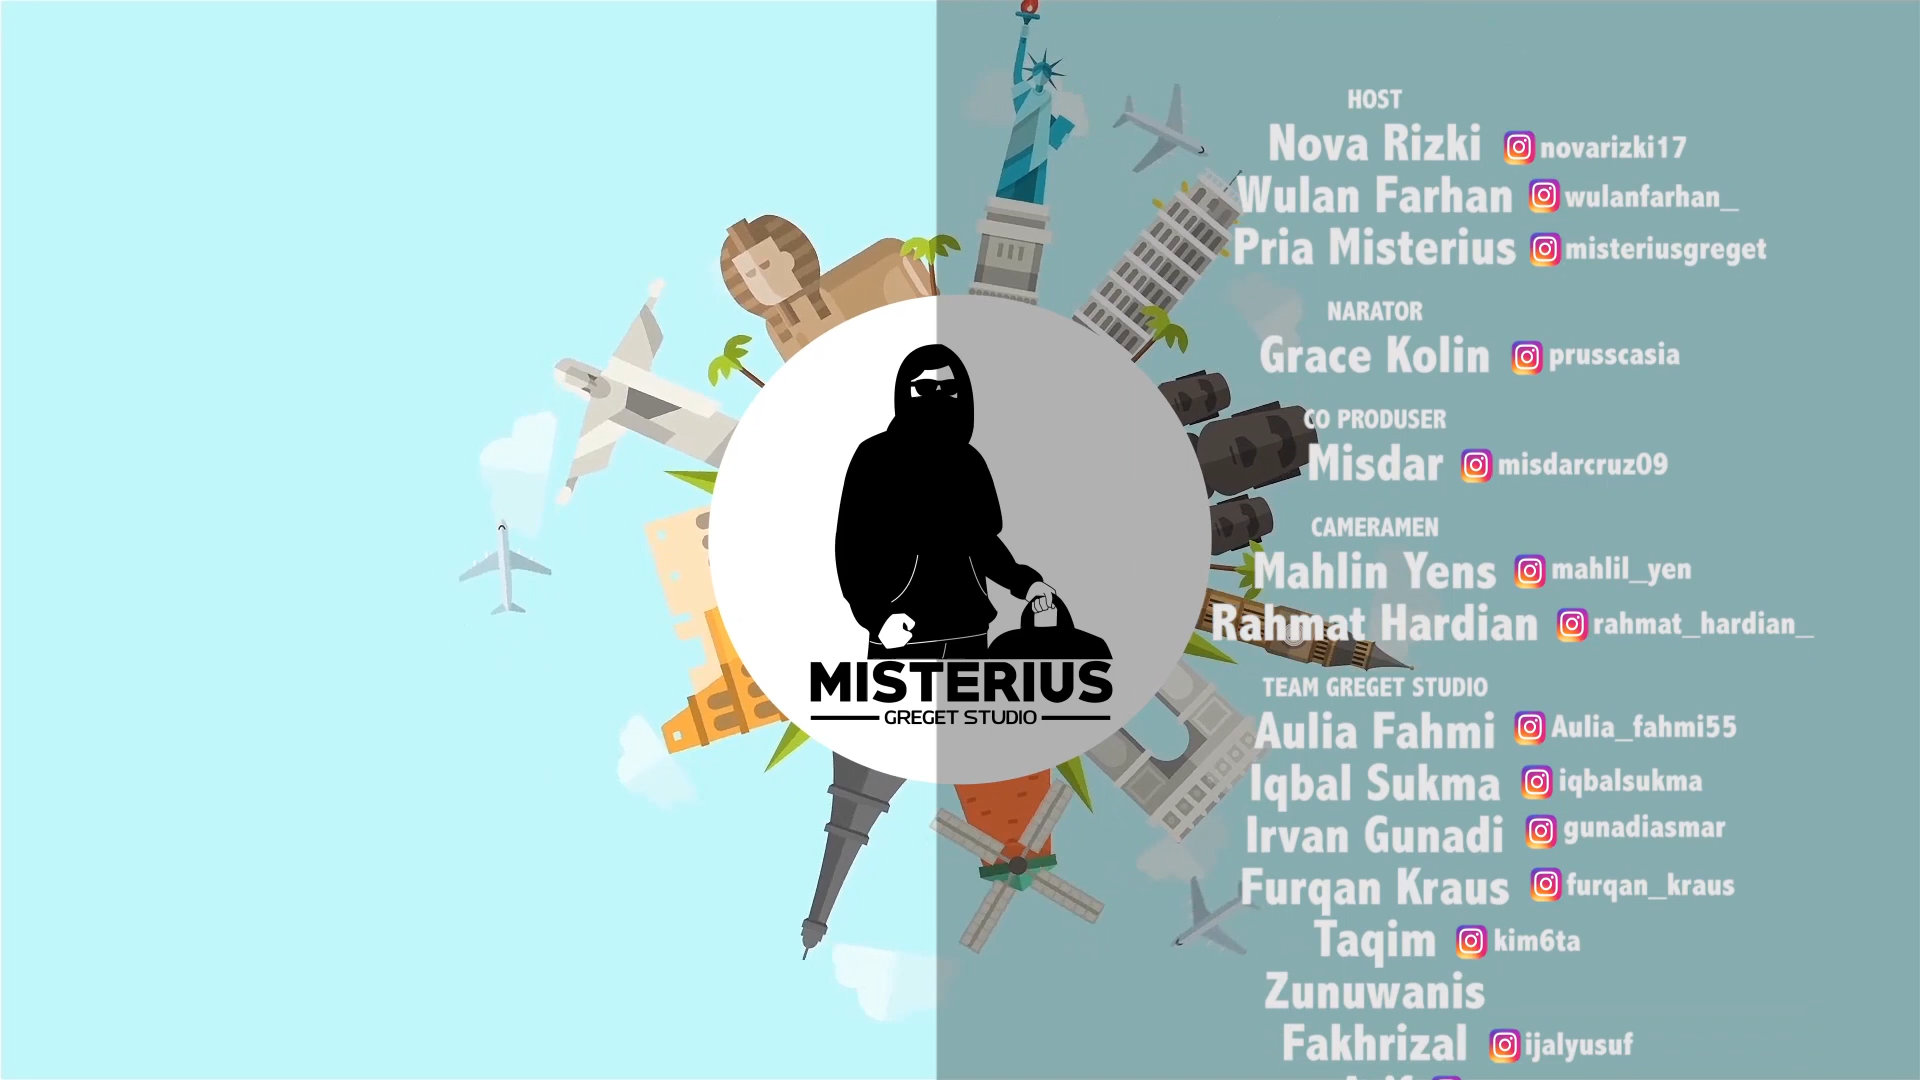 HOST
Nova Rizki novarizki17
Wulan Farhan wulanfarhan_
Pria Misterius misteriusgreget
NARATOR
Grace Kolin prusscasia
CO PRODUSER
Misdar misdarcruz09
CAMERAMEN
Mahlin Yens mahlil_yen
Rahmat Hardian rahmat_hardian_
TEAM GREGET STUDIO
Aulia Fahmi Aulia_fahmi55
Iqbal Sukma iqbalsukma
Irvan Gunadi gunadiasmar
Furqan Kraus furqan_kraus
Taqim kim6ta
Zunuwanis
Fakhrizal ijalyusuf
MISTERIUS
GREGET STUDIO